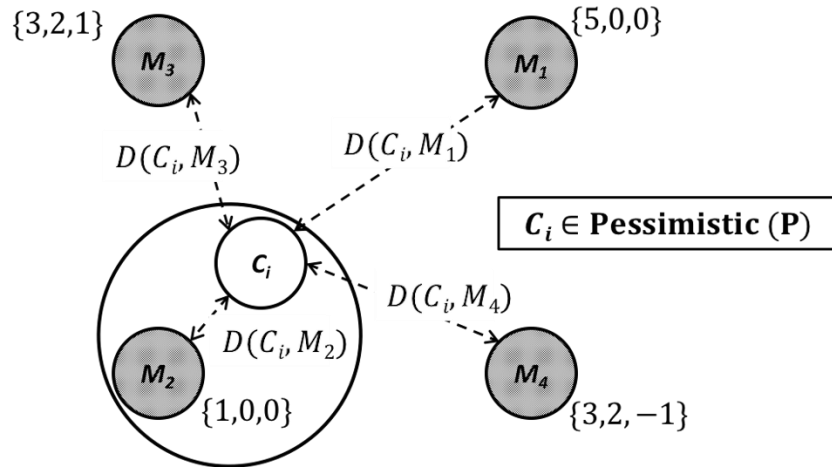 {3,2,1}
M3
{5,0,0}
M1
D(Ci, M3)
D(Ci, M1)
Ci ∈ Pessimistic (P)
Ci
D(Ci, M4)
D(Ci, M2)
M2
{1,0,0}
M4
{3,2,−1}